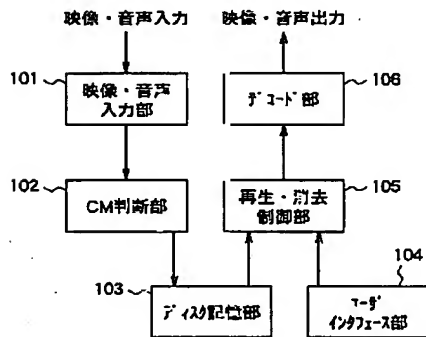 映像・音声入力
映像・音声出力
101
映像・音声
入力部
106
デコード部
102
CM判断部
105
再生・消去
制御部
103
ディスク記憶部
104
ユーザ
インタフェース部